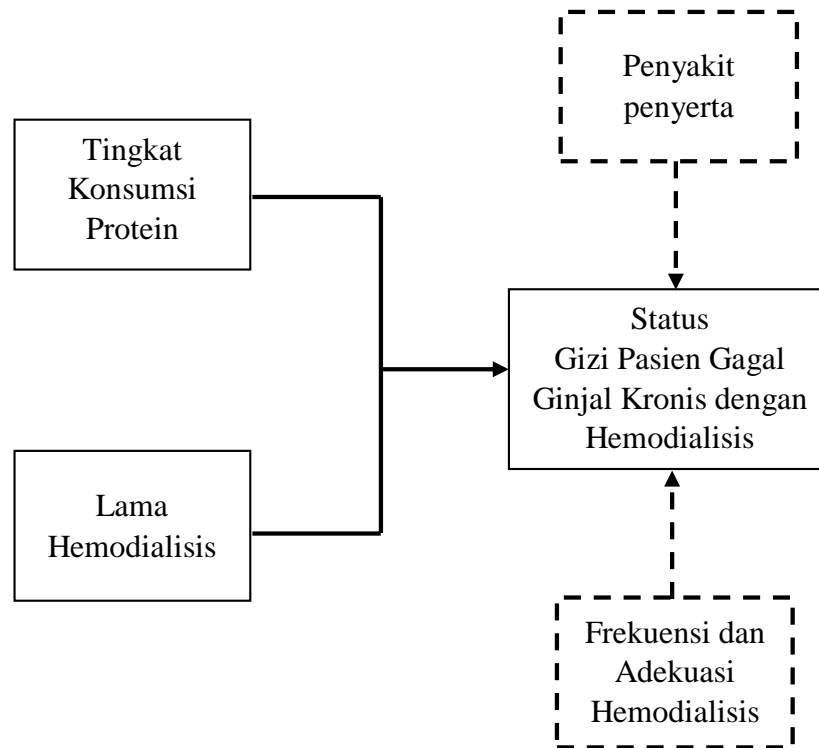 Penyakit
penyerta
Tingkat
Konsumsi
Protein
Status
Gizi Pasien Gagal
Ginjal Kronis dengan
Hemodialisis
Lama
Hemodialisis
Frekuensi dan
Adekuasi
Hemodialisis